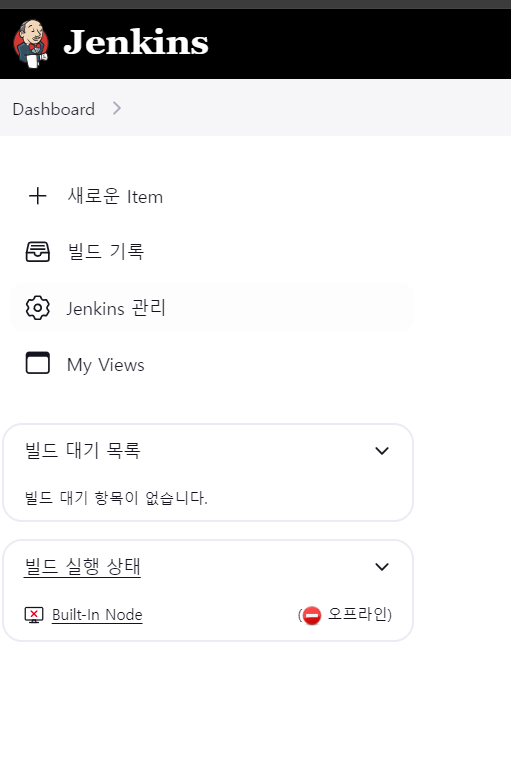 Jenkins
Dashboard
새로운 Item
빌드 기록
Jenkins 관리
My Views
빌드 대기 목록
빌드 대기 항목이 없습니다.
빌드 실행 상태
Built-In Node (⛔ 오프라인)